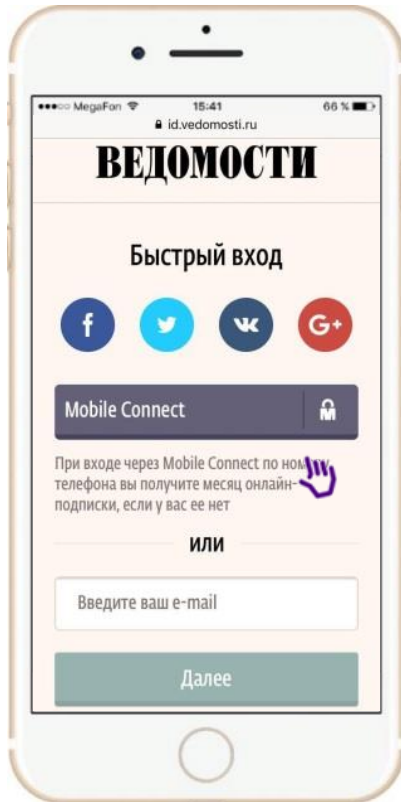 MegaFon 15:41 66 %
id.vedomosti.ru
ВЕДОМОСТИ
Быстрый вход
f G+
Mobile Connect
При входе через Mobile Connect по
телефона вы получите месяц онлайн-
подписки, если у вас ее нет
или
Введите ваш e-mail
Далее